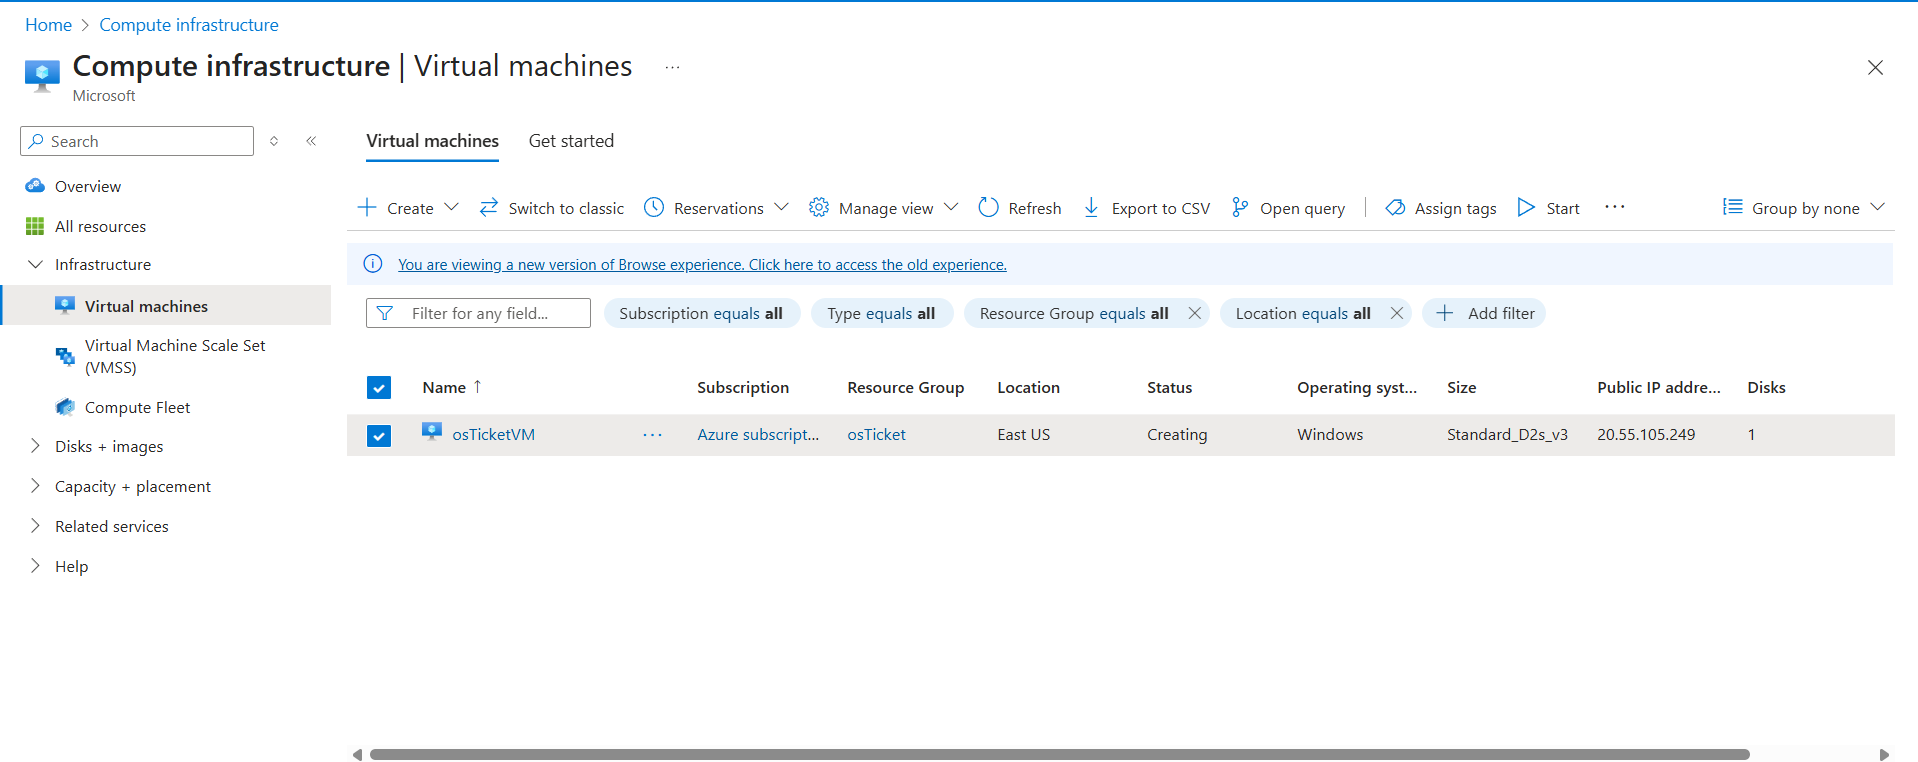 Home > Compute infrastructure
Compute infrastructure | Virtual machines ...
Microsoft
Search
Overview
All resources
Infrastructure
Virtual machines
Virtual Machine Scale Set
(VMSS)
Compute Fleet
Disks + images
Capacity + placement
Related services
Help
Virtual machines Get started
Create Switch to classic Reservations Manage view Refresh Export to CSV Open query Assign tags Start ... Group by none
You are viewing a new version of Browse experience. Click here to access the old experience.
Filter for any field... Subscription equals all Type equals all Resource Group equals all Location equals all Add filter
Name ↑ Subscription Resource Group Location Status Operating syst... Size Public IP addre... Disks
osTicketVM ... Azure subscript... osTicket East US Creating Windows Standard_D2s_v3 20.55.105.249 1